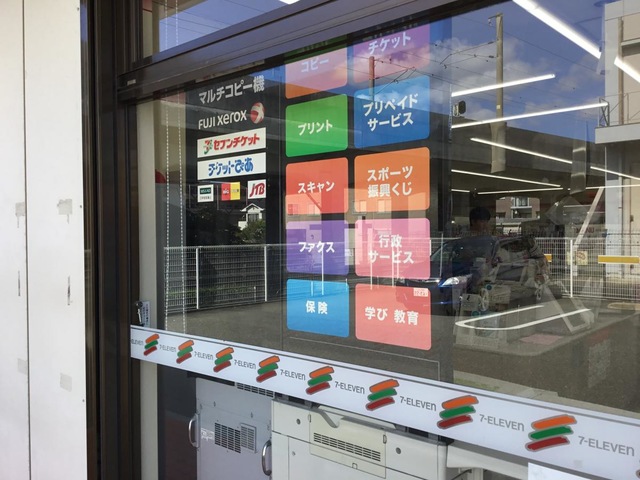 マルチコピー機
FUJI xerox
セブンチケット
チケットぴあ
JTB
コピー
チケット
プリント
プリペイド
サービス
スキャン
スポーツ
振興くじ
ファクス
行政
サービス
保険
学び 教育
7-ELEVEN
7-ELEVEN
7-ELEVEN
7-ELEVEN
7-ELEVEN
7-ELEVEN
7-ELEVEN
7-ELEVEN